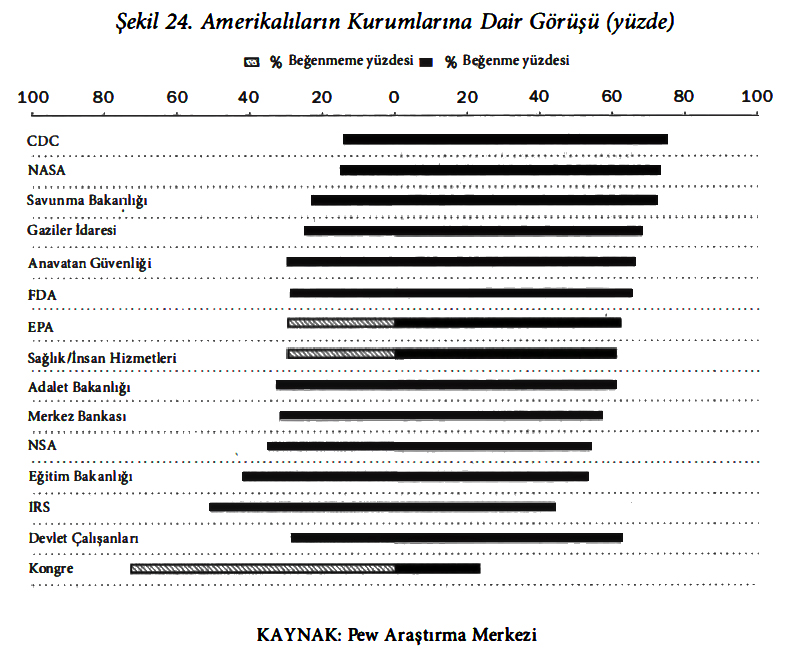 Şekil 24. Amerikalıların Kurumlarına Dair Görüşü (yüzde)
% Beğenmeme yüzdesi % Beğenme yüzdesi
100 80 60 40 20 0 20 40 60 80 100
CDC
NASA
Savunma Bakanlığı
Gaziler İdaresi
Anavatan Güvenliği
FDA
EPA
Sağlık/İnsan Hizmetleri
Adalet Bakanlığı
Merkez Bankası
NSA
Eğitim Bakanlığı
IRS
Devlet Çalışanları
Kongre
KAYNAK: Pew Araştırma Merkezi